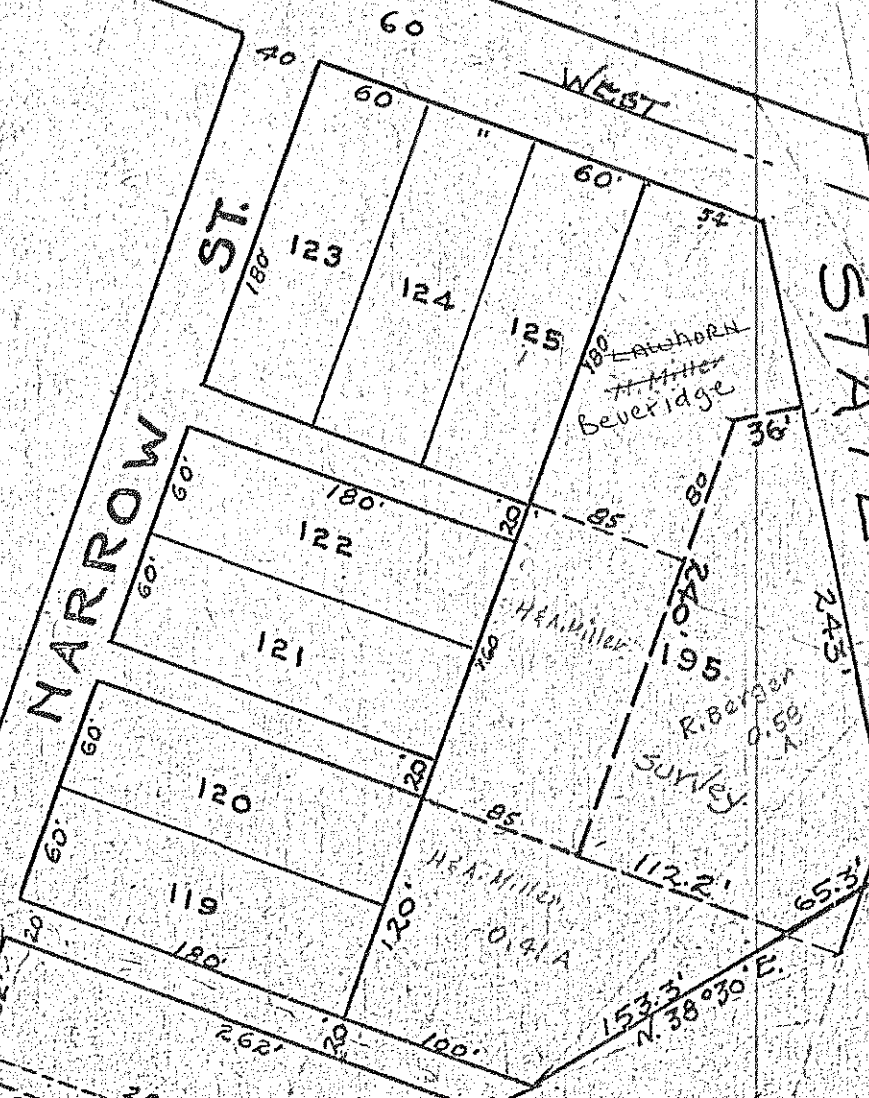 60
40
WEST
60
"
60'
54
ST.
123
180'
124
125
180'
LAWHORN
H. Miller
Beveridge
STATE
36'
80
NARROW
60'
180'
122
20'
85
240'
60'
121
H&A. Miller
160
195
243'
R. Berger
0.58
A
Survey
60'
120
20'
85
60'
119
120'
H&A. Miller
0.41 A
112.2'
65.3'
20
180'
153.3'
N. 38°30' E.
262'
20'
100'